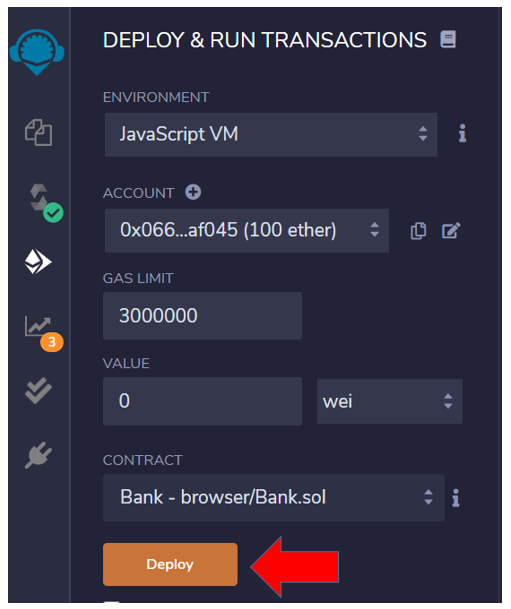 DEPLOY & RUN TRANSACTIONS
ENVIRONMENT
JavaScript VM
ACCOUNT
0x066...af045 (100 ether)
GAS LIMIT
3000000
3
VALUE
0 wei
CONTRACT
Bank - browser/Bank.sol
Deploy